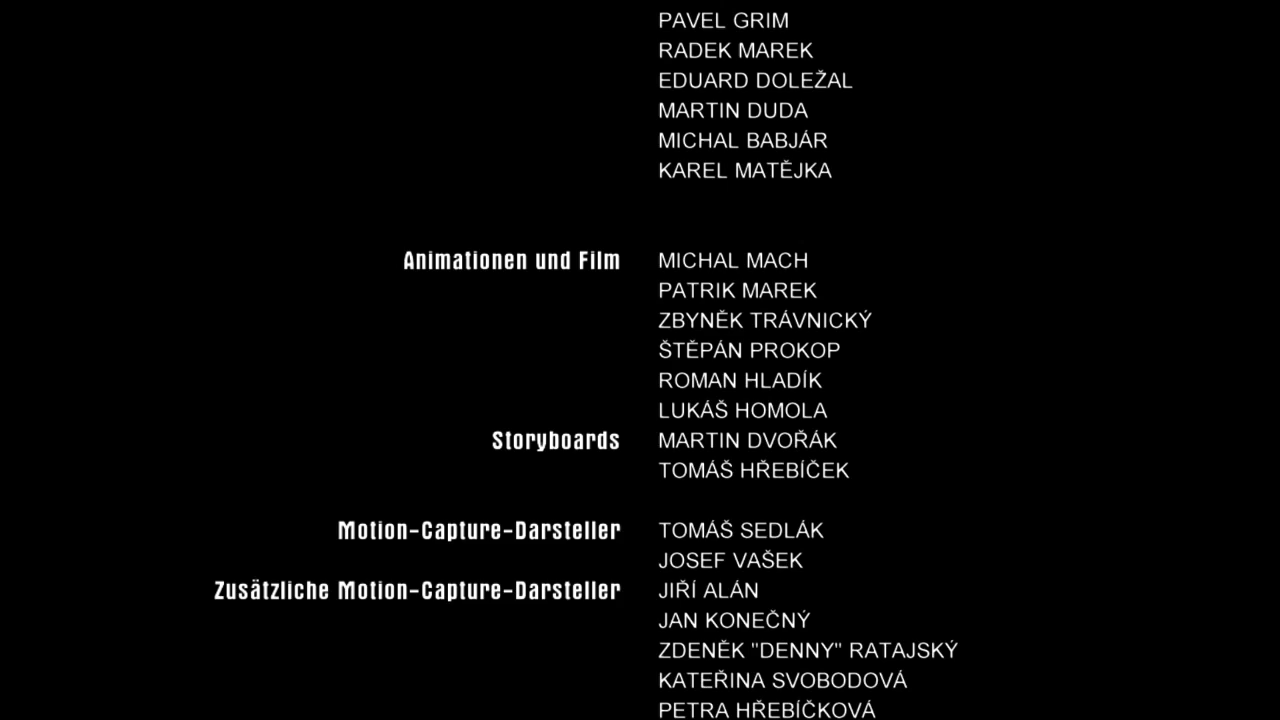 PAVEL GRIM
RADEK MAREK
EDUARD DOLEŽAL
MARTIN DUDA
MICHAL BABJÁR
KAREL MATĚJKA
Animationen und Film MICHAL MACH
PATRIK MAREK
ZBYNĚK TRÁVNICKÝ
ŠTĚPÁN PROKOP
ROMAN HLADÍK
LUKÁŠ HOMOLA
Storyboards MARTIN DVOŘÁK
TOMÁŠ HŘEBÍČEK
Motion-Capture-Darsteller TOMÁŠ SEDLÁK
JOSEF VAŠEK
Zusätzliche Motion-Capture-Darsteller JIŘÍ ALÁN
JAN KONEČNÝ
ZDENĚK "DENNY" RATAJSKÝ
KATEŘINA SVOBODOVÁ
PETRA HŘEBÍČKOVÁ